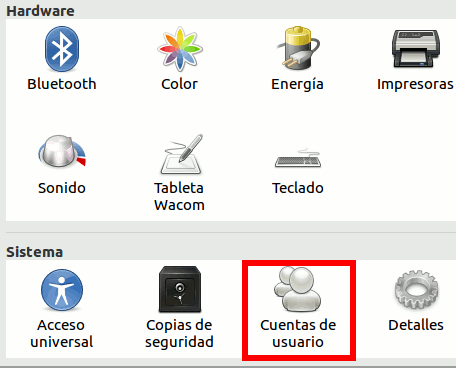 Hardware
Bluetooth
Color
Energía
Impresoras
Sonido
Tableta
Wacom
Teclado
Sistema
Acceso
universal
Copias de
seguridad
Cuentas de
usuario
Detalles